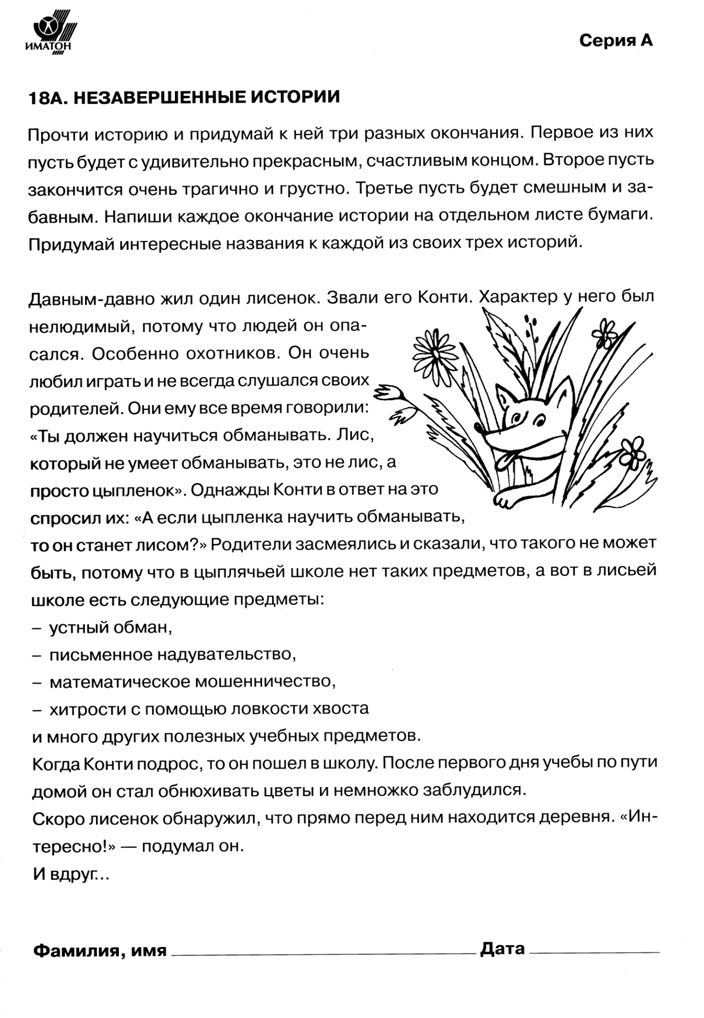 ИМАТОН
Серия А
18А. НЕЗАВЕРШЕННЫЕ ИСТОРИИ
Прочти историю и придумай к ней три разных окончания. Первое из них
пусть будет с удивительно прекрасным, счастливым концом. Второе пусть
закончится очень трагично и грустно. Третье пусть будет смешным и за-
бавным. Напиши каждое окончание истории на отдельном листе бумаги.
Придумай интересные названия к каждой из своих трех историй.
Давным-давно жил один лисенок. Звали его Конти. Характер у него был
нелюдимый, потому что людей он опа-
сался. Особенно охотников. Он очень
любил играть и не всегда слушался своих
родителей. Они ему все время говорили:
«Ты должен научиться обманывать. Лис,
который не умеет обманывать, это не лис, а
просто цыпленок». Однажды Конти в ответ на это
спросил их: «А если цыпленка научить обманывать,
то он станет лисом?» Родители засмеялись и сказали, что такого не может
быть, потому что в цыплячьей школе нет таких предметов, а вот в лисьей
школе есть следующие предметы:
– устный обман,
– письменное надувательство,
– математическое мошенничество,
– хитрости с помощью ловкости хвоста
и много других полезных учебных предметов.
Когда Конти подрос, то он пошел в школу. После первого дня учебы по пути
домой он стал обнюхивать цветы и немножко заблудился.
Скоро лисенок обнаружил, что прямо перед ним находится деревня. «Ин-
тересно!» — подумал он.
И вдруг...
Фамилия, имя Дата